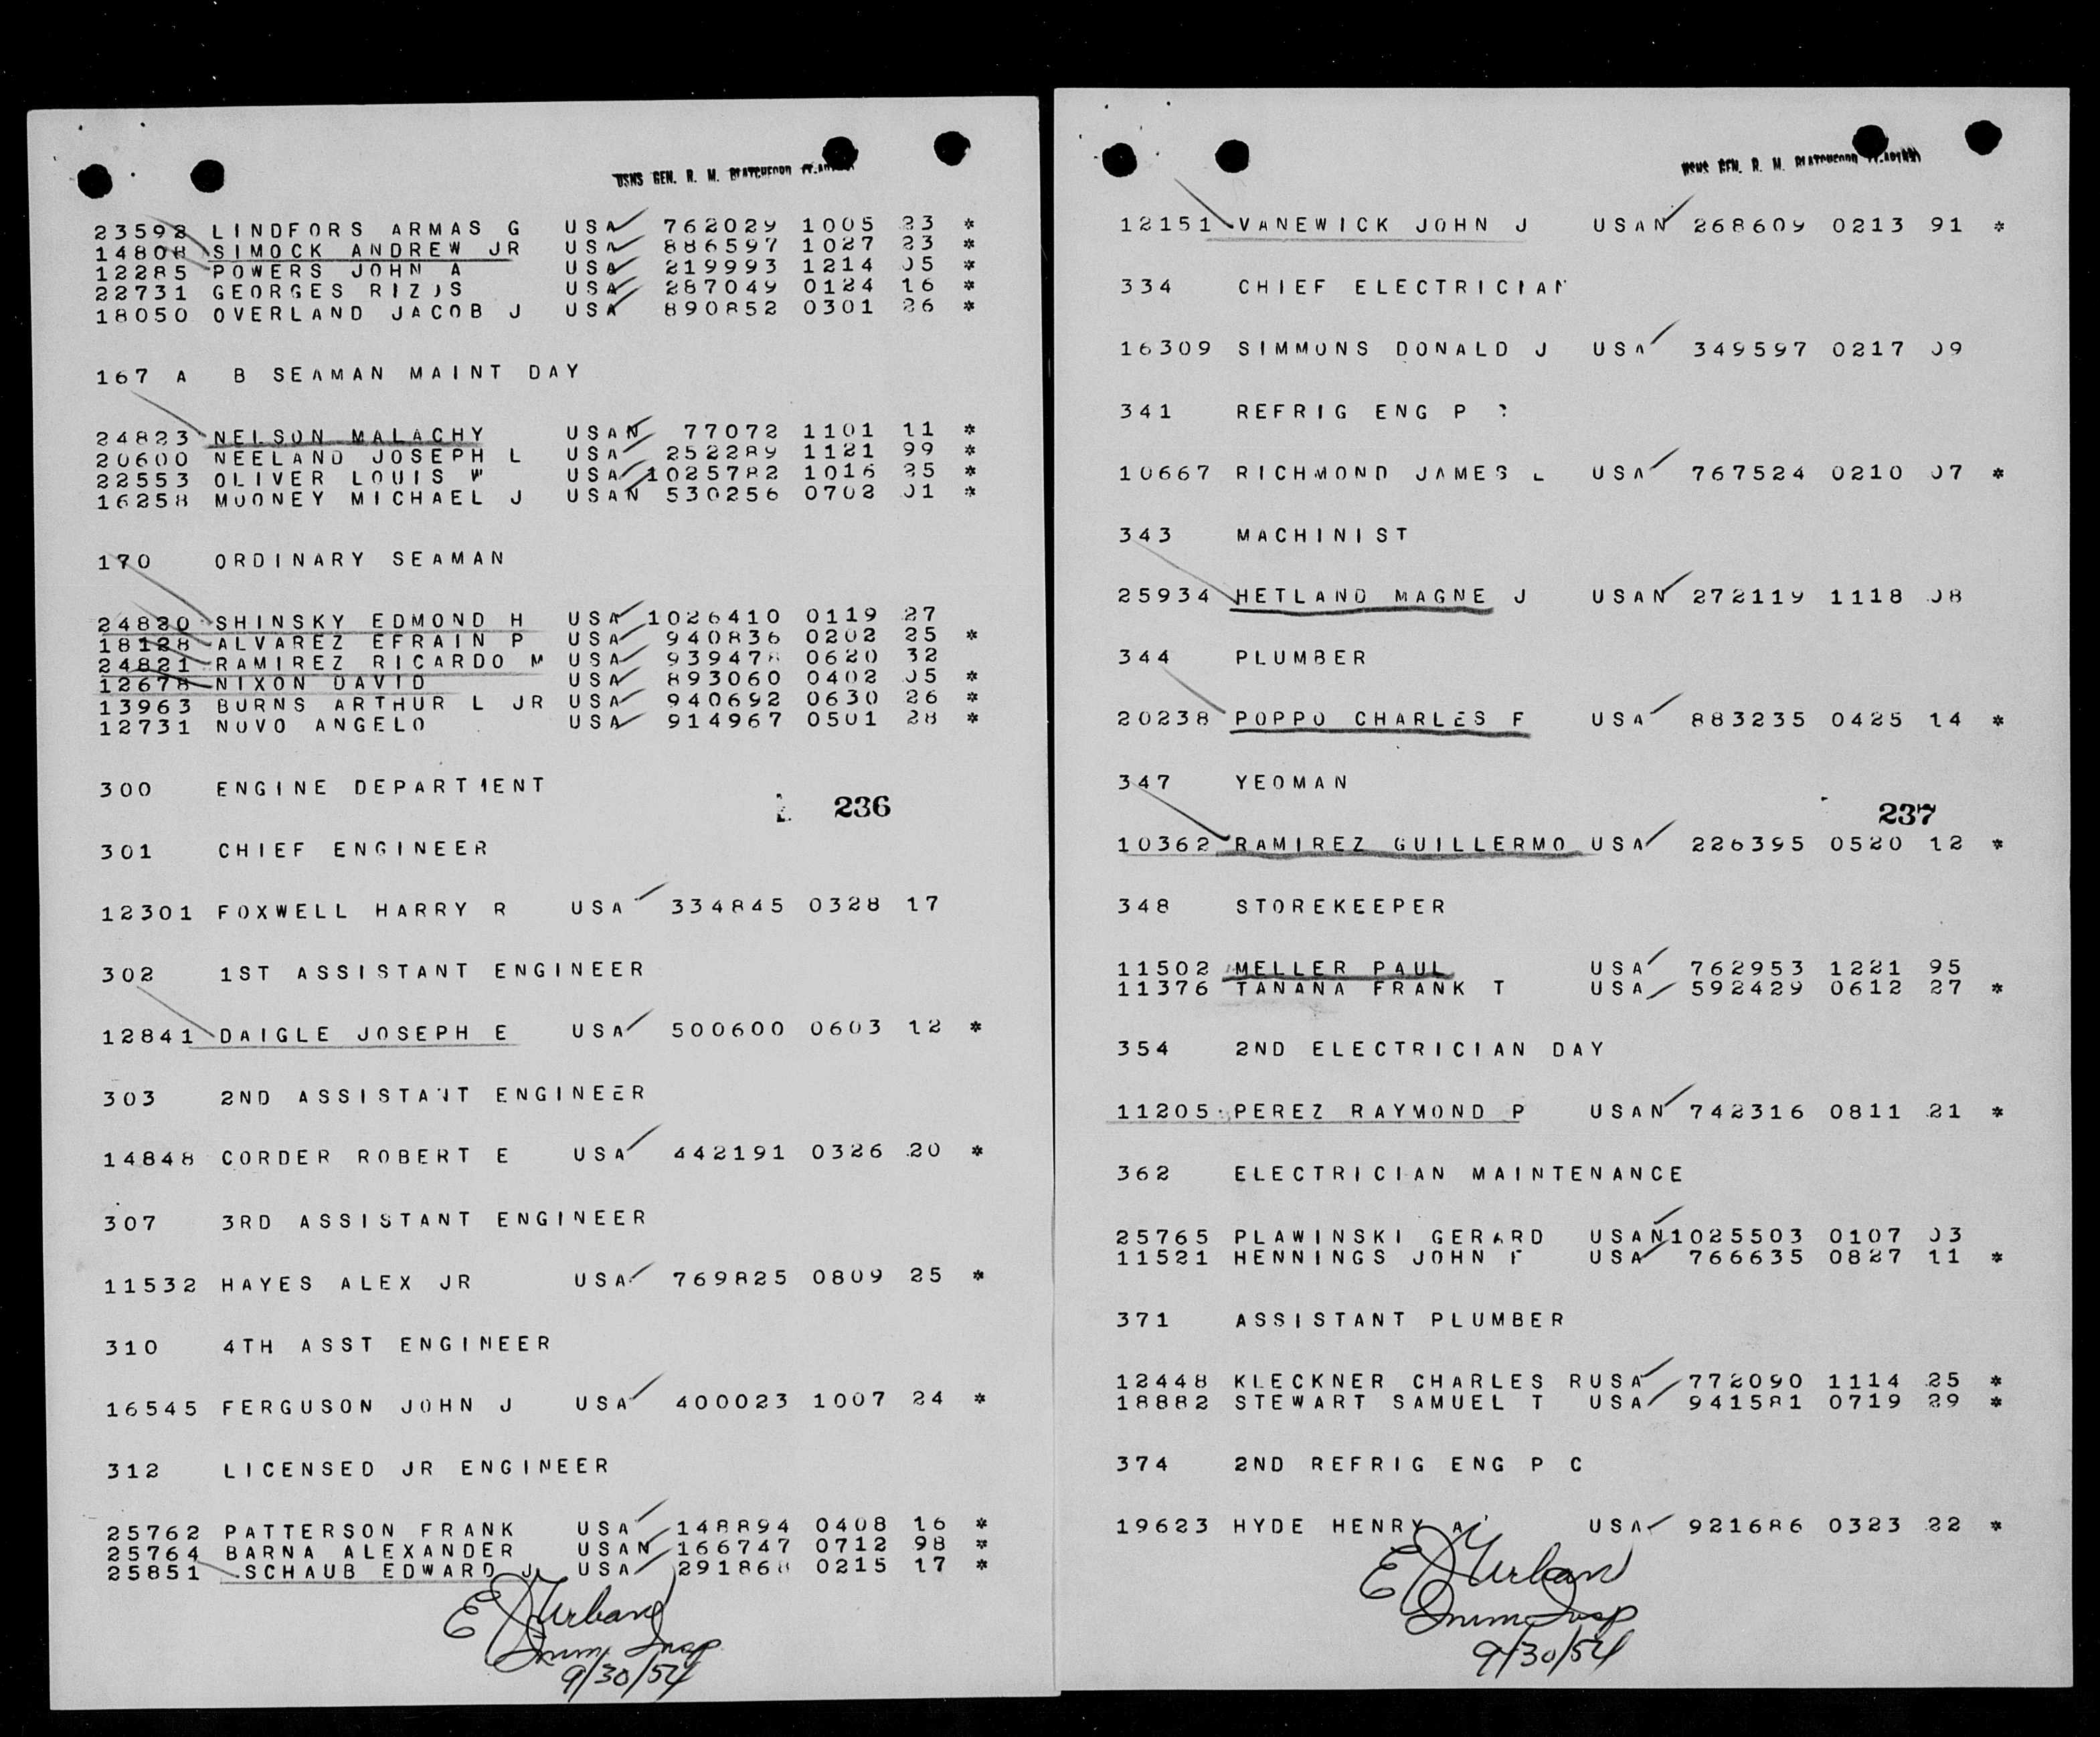 USNS GEN. R. M. BLATCHFORD
23592 LINDFORS ARMAS G USA 762029 1005 23 *
14808 SIMOCK ANDREW JR USA 886597 1027 23 *
12285 POWERS JOHN A USA 219993 1214 05 *
22731 GEORGES RIZOS USA 287049 0124 16 *
18050 OVERLAND JACOB J USA 890852 0301 26 *
167 A B SEAMAN MAINT DAY
24823 NELSON MALACHY USAN 77072 1101 11 *
20600 NEELAND JOSEPH L USA 252289 1121 99 *
22553 OLIVER LOUIS W USA 1025782 1016 25 *
16258 MOONEY MICHAEL J USAN 530256 0702 01 *
170 ORDINARY SEAMAN
24820 SHINSKY EDMOND H USA 1026410 0119 27
18128 ALVAREZ EFRAIN P USA 940836 0202 25 *
24821 RAMIREZ RICARDO M USA 939478 0620 32
12678 NIXON DAVID USA 893060 0402 05 *
13963 BURNS ARTHUR L JR USA 940692 0630 26 *
12731 NOVO ANGELO USA 914967 0501 28 *
300 ENGINE DEPARTMENT
236
301 CHIEF ENGINEER
12301 FOXWELL HARRY R USA 334845 0328 17
302 1ST ASSISTANT ENGINEER
12841 DAIGLE JOSEPH E USA 500600 0603 12 *
303 2ND ASSISTANT ENGINEER
14848 CORDER ROBERT E USA 442191 0326 20 *
307 3RD ASSISTANT ENGINEER
11532 HAYES ALEX JR USA 769825 0809 25 *
310 4TH ASST ENGINEER
16545 FERGUSON JOHN J USA 400023 1007 24 *
312 LICENSED JR ENGINEER
25762 PATTERSON FRANK USA 148894 0408 16 *
25764 BARNA ALEXANDER USAN 166747 0712 98 *
25851 SCHAUB EDWARD J USA 291868 0215 17 *
E J Urban
Imm Insp
9/30/54
USNS GEN. R. M. BLATCHFORD
12151 VANEWICK JOHN J USAN 268609 0213 91 *
334 CHIEF ELECTRICIAN
16309 SIMMONS DONALD J USA 349597 0217 09
341 REFRIG ENG P
10667 RICHMOND JAMES L USA 767524 0210 07 *
343 MACHINIST
25934 HETLAND MAGNE J USAN 272119 1118 08
344 PLUMBER
20238 POPPO CHARLES F USA 883235 0425 14 *
347 YEOMAN
237
10362 RAMIREZ GUILLERMO USA 226395 0520 12 *
348 STOREKEEPER
11502 MELLER PAUL USA 762953 1221 95
11376 TANANA FRANK T USA 592429 0612 27 *
354 2ND ELECTRICIAN DAY
11205 PEREZ RAYMOND P USAN 742316 0811 21 *
362 ELECTRICIAN MAINTENANCE
25765 PLAWINSKI GERARD USAN1025503 0107 03
11521 HENNINGS JOHN F USA 766635 0827 11 *
371 ASSISTANT PLUMBER
12448 KLECKNER CHARLES RUSA 772090 1114 25 *
18882 STEWART SAMUEL T USA 941581 0719 29 *
374 2ND REFRIG ENG P C
19623 HYDE HENRY A USA 921686 0323 22 *
E J Urban
Imm Insp
9/30/54